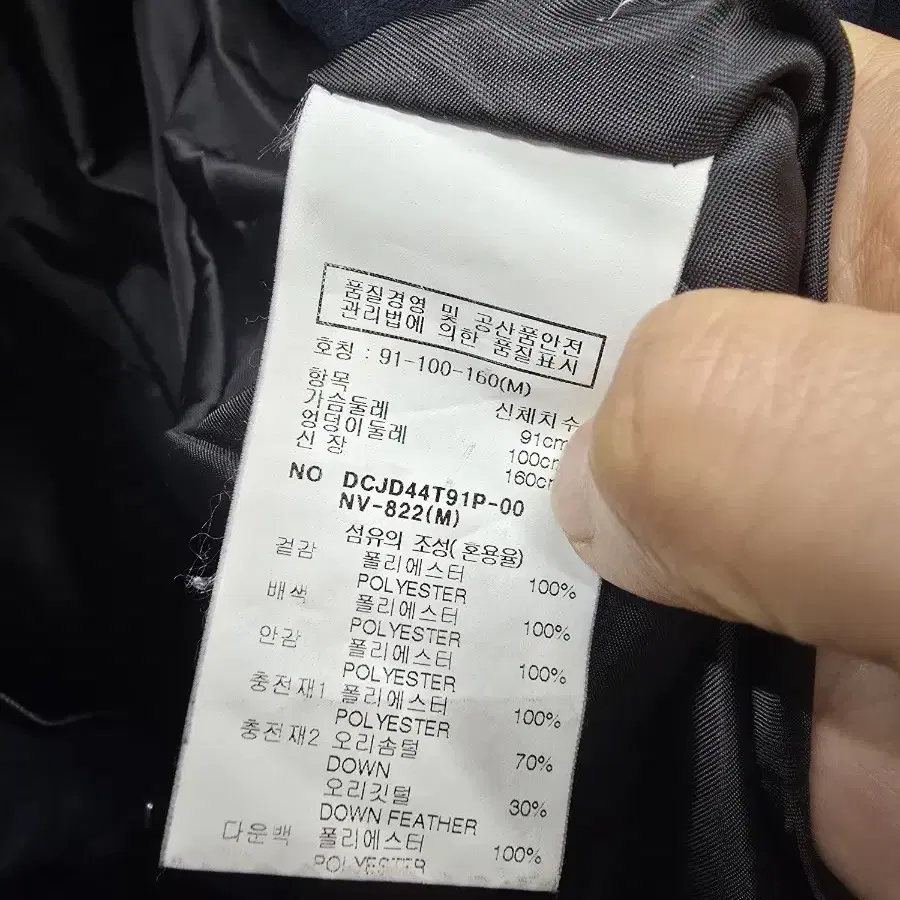 품질경영 및 공산품안전
관리법에 의한 품질표시
호칭 : 91-100-160(M)
항목 신체치수
가슴둘레 91cm
엉덩이둘레 100cm
신 장 160cm
NO DCJD44T91P-00
NV-822(M)
섬유의 조성(혼용율)
겉감 폴리에스터 100%
POLYESTER
배색 폴리에스터 100%
POLYESTER
안감 폴리에스터 100%
POLYESTER
충전재1 폴리에스터 100%
POLYESTER
충전재2 오리솜털 70%
DOWN
오리깃털 30%
DOWN FEATHER
다운백 폴리에스터 100%
POLYESTER